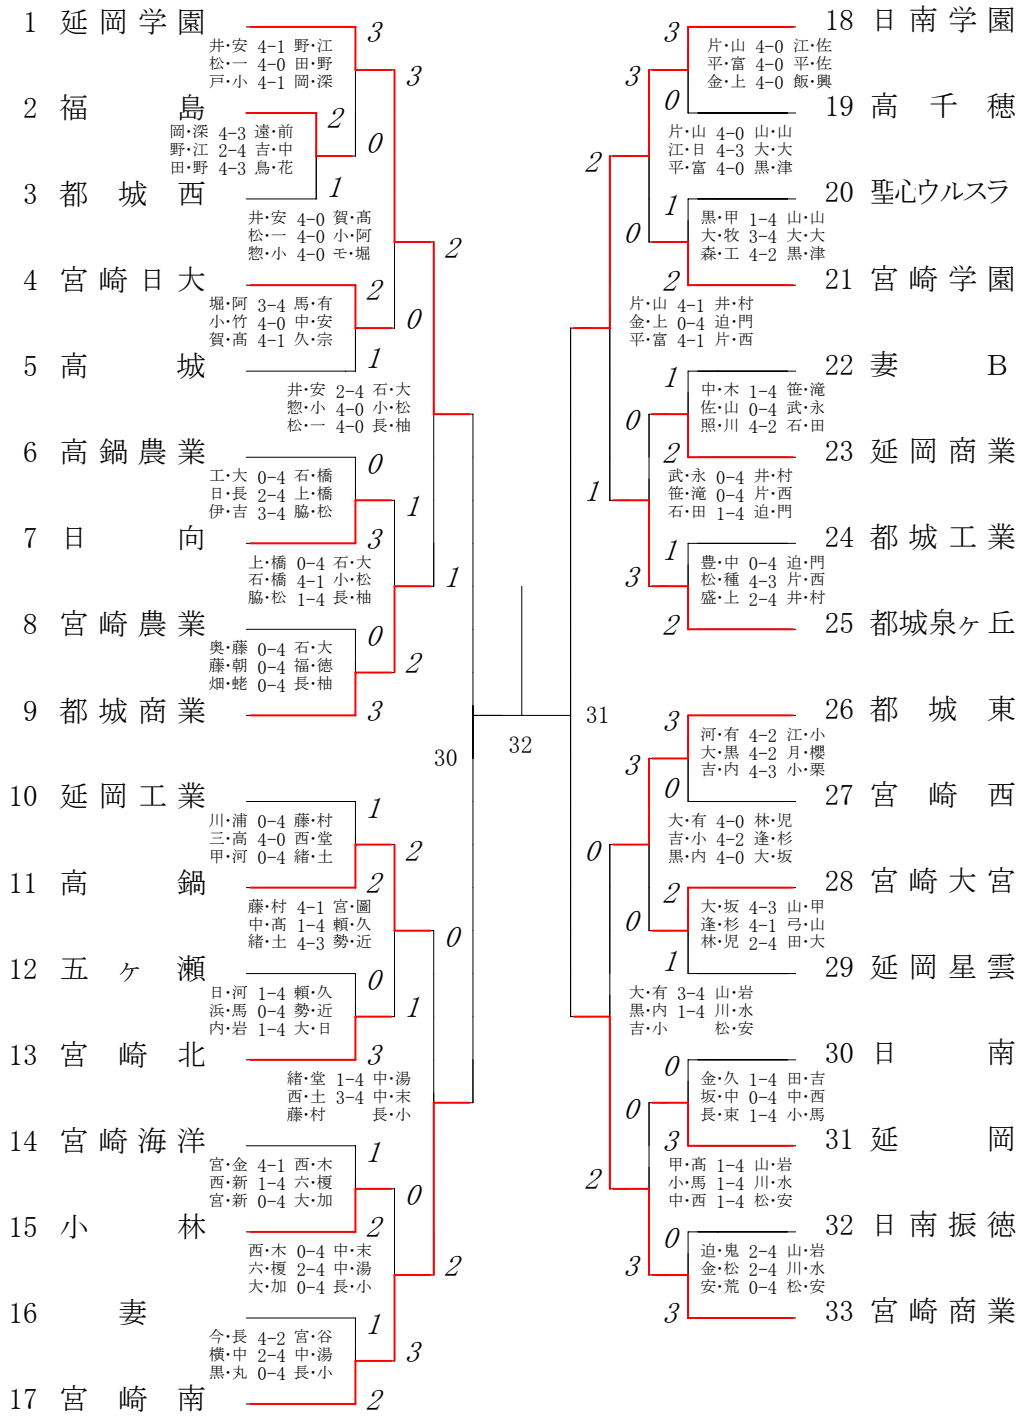 1 延岡学園
3
井・安 4-1 野・江
松・一 4-0 田・野
戸・小 4-1 岡・深
3
2 福島
2
岡・深 4-3 遠・前
野・江 2-4 吉・中
田・野 4-3 鳥・花
0
3 都城西
1
井・安 4-0 賀・髙
松・一 4-0 小・阿
惣・小 4-0 モ・堀
2
4 宮崎日大
2
堀・阿 3-4 馬・有
小・竹 4-0 中・安
賀・髙 4-1 久・宗
0
5 高城
1
井・安 2-4 石・大
惣・小 4-0 小・松
松・一 4-0 長・柚
6 高鍋農業
0
工・大 0-4 石・橋
日・長 2-4 上・橋
伊・吉 3-4 脇・松
1
7 日向
3
上・橋 0-4 石・大
石・橋 4-1 小・松
脇・松 1-4 長・柚
1
8 宮崎農業
0
奥・藤 0-4 石・大
藤・朝 0-4 福・徳
畑・蛯 0-4 長・柚
2
9 都城商業
3
30
32
31
10 延岡工業
1
川・浦 0-4 藤・村
三・高 4-0 西・堂
甲・河 0-4 緒・土
2
11 高鍋
2
藤・村 4-1 宮・圖
中・髙 1-4 頼・久
緒・土 4-3 勢・近
0
12 五ヶ瀬
0
日・河 1-4 頼・久
浜・馬 0-4 勢・近
内・岩 1-4 大・日
1
13 宮崎北
3
緒・堂 1-4 中・湯
西・土 3-4 中・末
藤・村 長・小
14 宮崎海洋
1
宮・金 4-1 西・木
西・新 1-4 六・榎
宮・新 0-4 大・加
0
15 小林
2
西・木 0-4 中・末
六・榎 2-4 中・湯
大・加 0-4 長・小
2
16 妻
1
今・長 4-2 宮・谷
横・中 2-4 中・湯
黒・丸 0-4 長・小
3
17 宮崎南
2
18 日南学園
3
片・山 4-0 江・佐
平・富 4-0 平・佐
金・上 4-0 飯・興
3
19 高千穂
0
片・山 4-0 山・山
江・日 4-3 大・大
平・富 4-0 黒・津
2
20 聖心ウルスラ
1
黒・甲 1-4 山・山
大・牧 3-4 大・大
森・工 4-2 黒・津
0
21 宮崎学園
2
片・山 4-1 井・村
金・上 0-4 迫・門
平・富 4-1 片・西
22 妻B
1
中・木 1-4 笹・滝
佐・山 0-4 武・永
照・川 4-2 石・田
0
23 延岡商業
2
武・永 0-4 井・村
笹・滝 0-4 片・西
石・田 1-4 迫・門
1
24 都城工業
1
豊・中 0-4 迫・門
松・種 4-3 片・西
盛・上 2-4 井・村
3
25 都城泉ヶ丘
2
26 都城東
3
河・有 4-2 江・小
大・黒 4-2 月・櫻
吉・内 4-3 小・栗
3
27 宮崎西
0
大・有 4-0 林・児
吉・小 4-2 逢・杉
黒・内 4-0 大・坂
0
28 宮崎大宮
2
大・坂 4-3 山・甲
逢・杉 4-1 弓・山
林・児 2-4 田・大
0
29 延岡星雲
1
大・有 3-4 山・岩
黒・内 1-4 川・水
吉・小 松・安
30 日南
0
金・久 1-4 田・吉
坂・中 0-4 中・西
長・束 1-4 小・馬
0
31 延岡
3
甲・髙 1-4 山・岩
小・馬 1-4 川・水
中・西 1-4 松・安
2
32 日南振徳
0
迫・鬼 2-4 山・岩
金・松 2-4 川・水
安・荒 0-4 松・安
3
33 宮崎商業
3